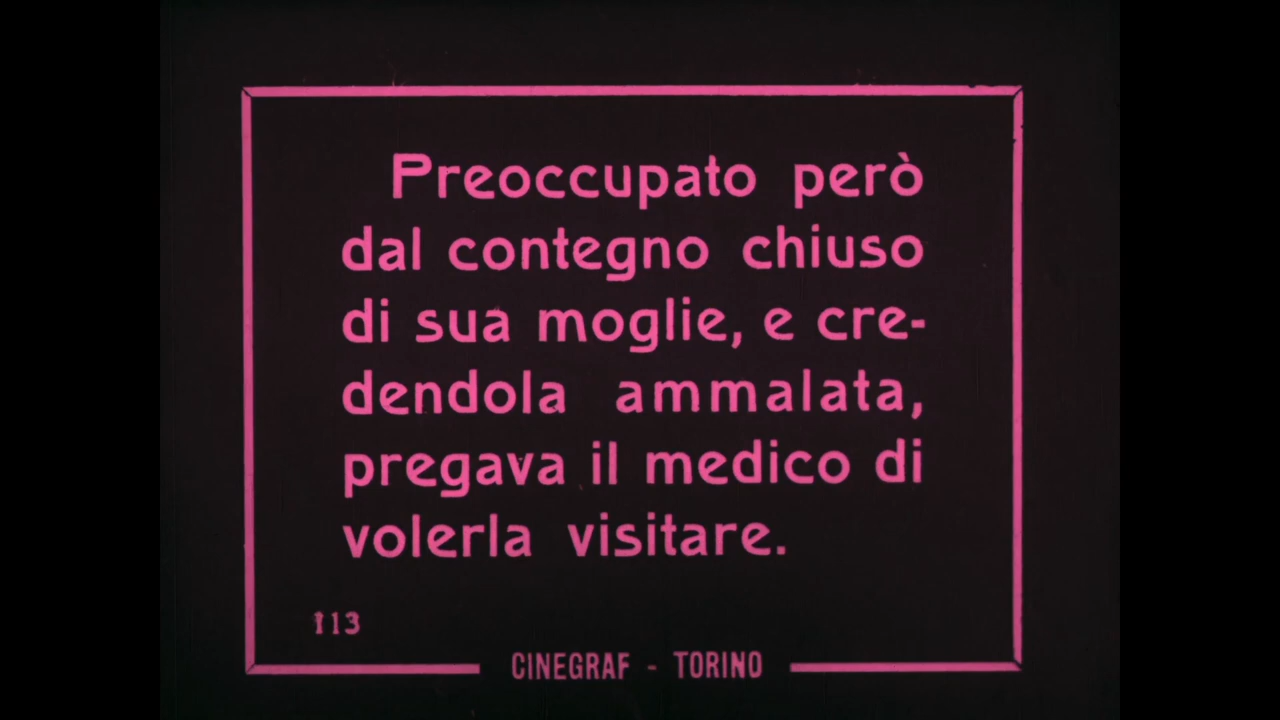 Preoccupato però
dal contegno chiuso
di sua moglie, e cre-
dendola ammalata,
pregava il medico di
volerla visitare.
113
CINEGRAF - TORINO